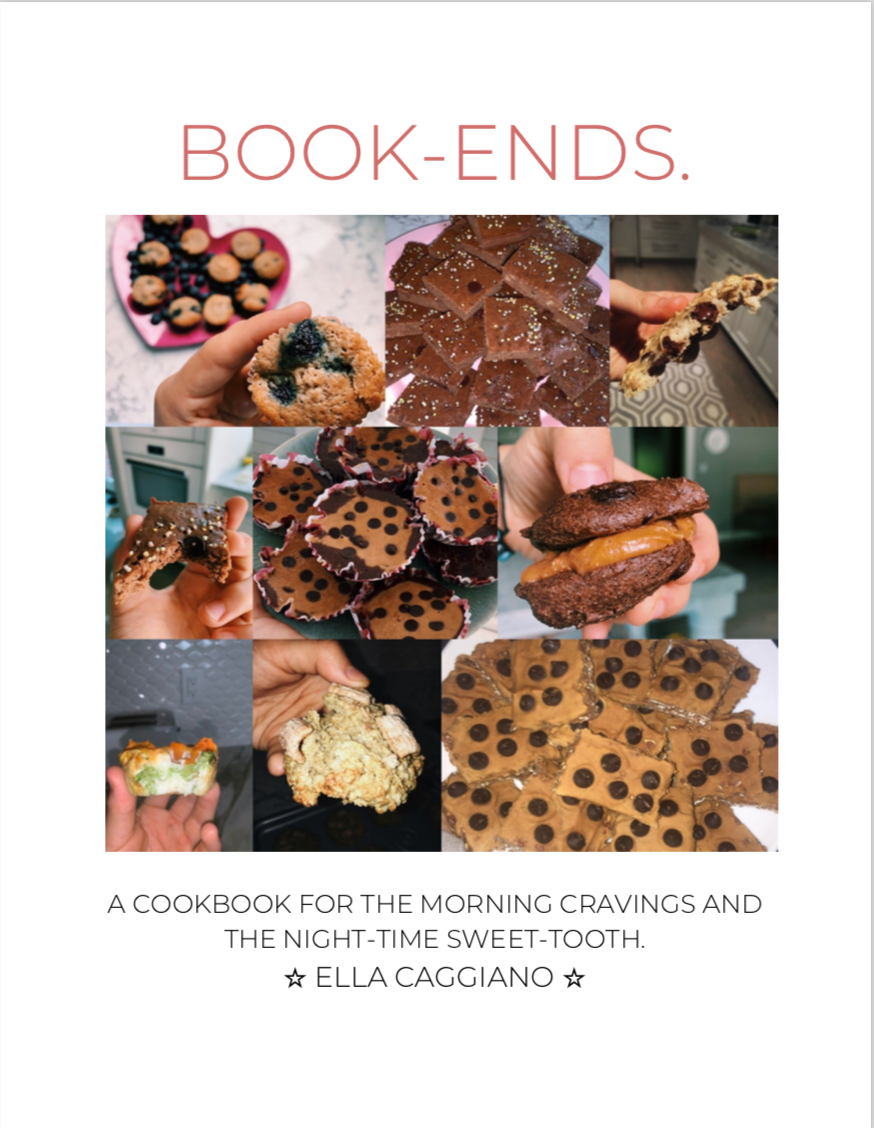 BOOK-ENDS.
A COOKBOOK FOR THE MORNING CRAVINGS AND
THE NIGHT-TIME SWEET-TOOTH.
☆ ELLA CAGGIANO ☆